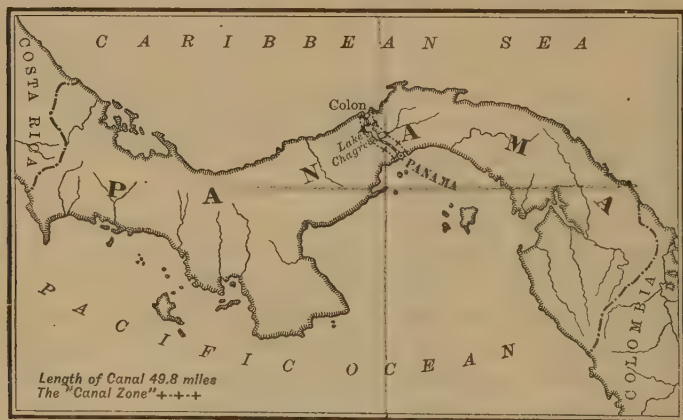 CARIBBEAN SEA
COSTA RICA
Colon
Lake
Chagres
PANAMA
PANAMA
COLOMBIA
PACIFIC OCEAN
Length of Canal 49.8 miles
The "Canal Zone" +-+-+